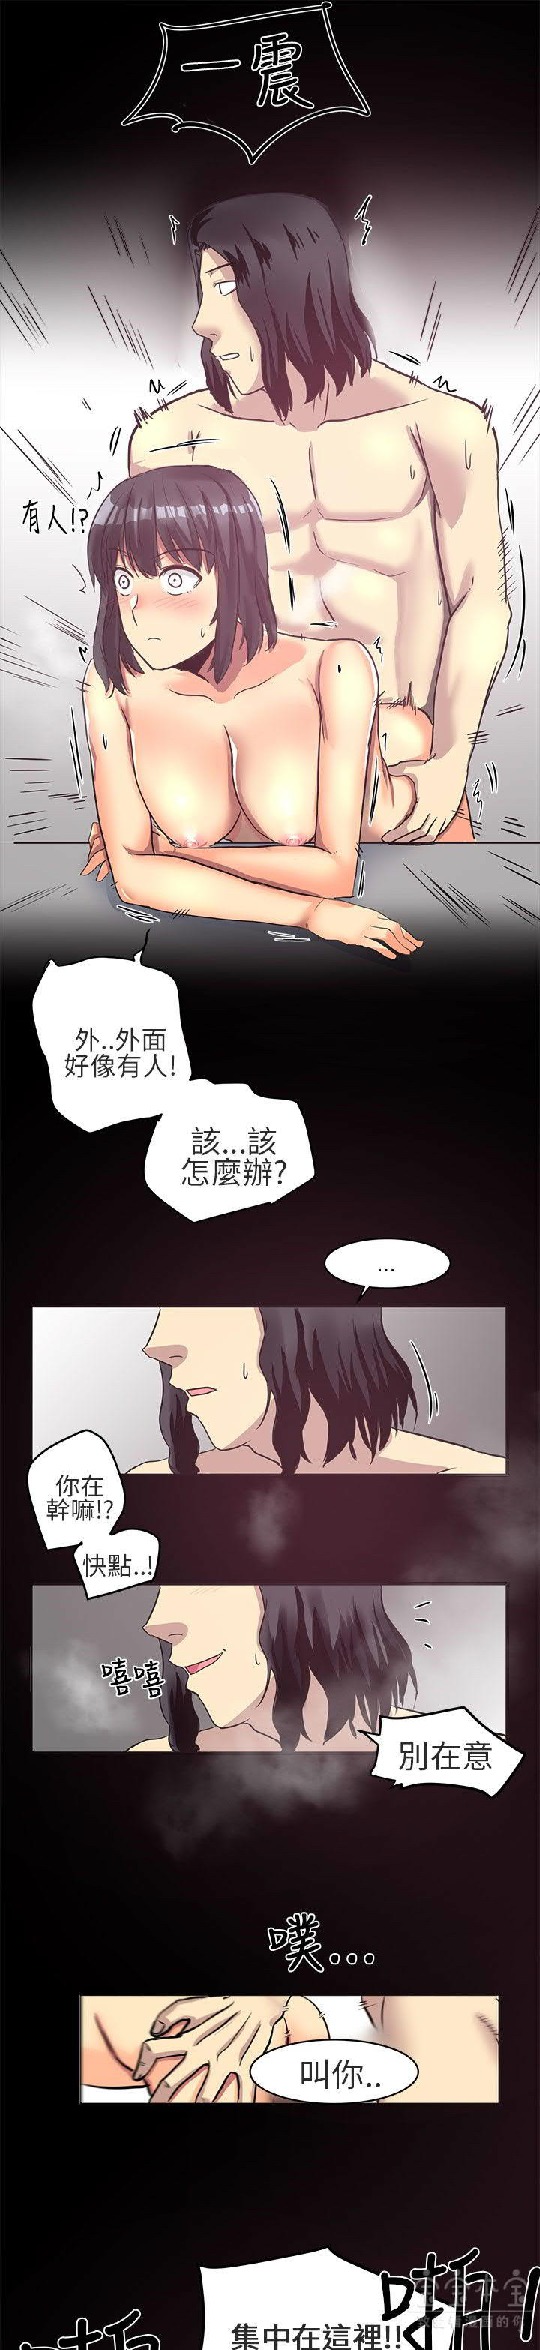 一震
有人!?
外..外面
好像有人!
該...該
怎麼辦?
...
你在
幹嘛!?
快點..!
嘻嘻
別在意
噗...
叫你..
啪!
集中在這裡!!
啪